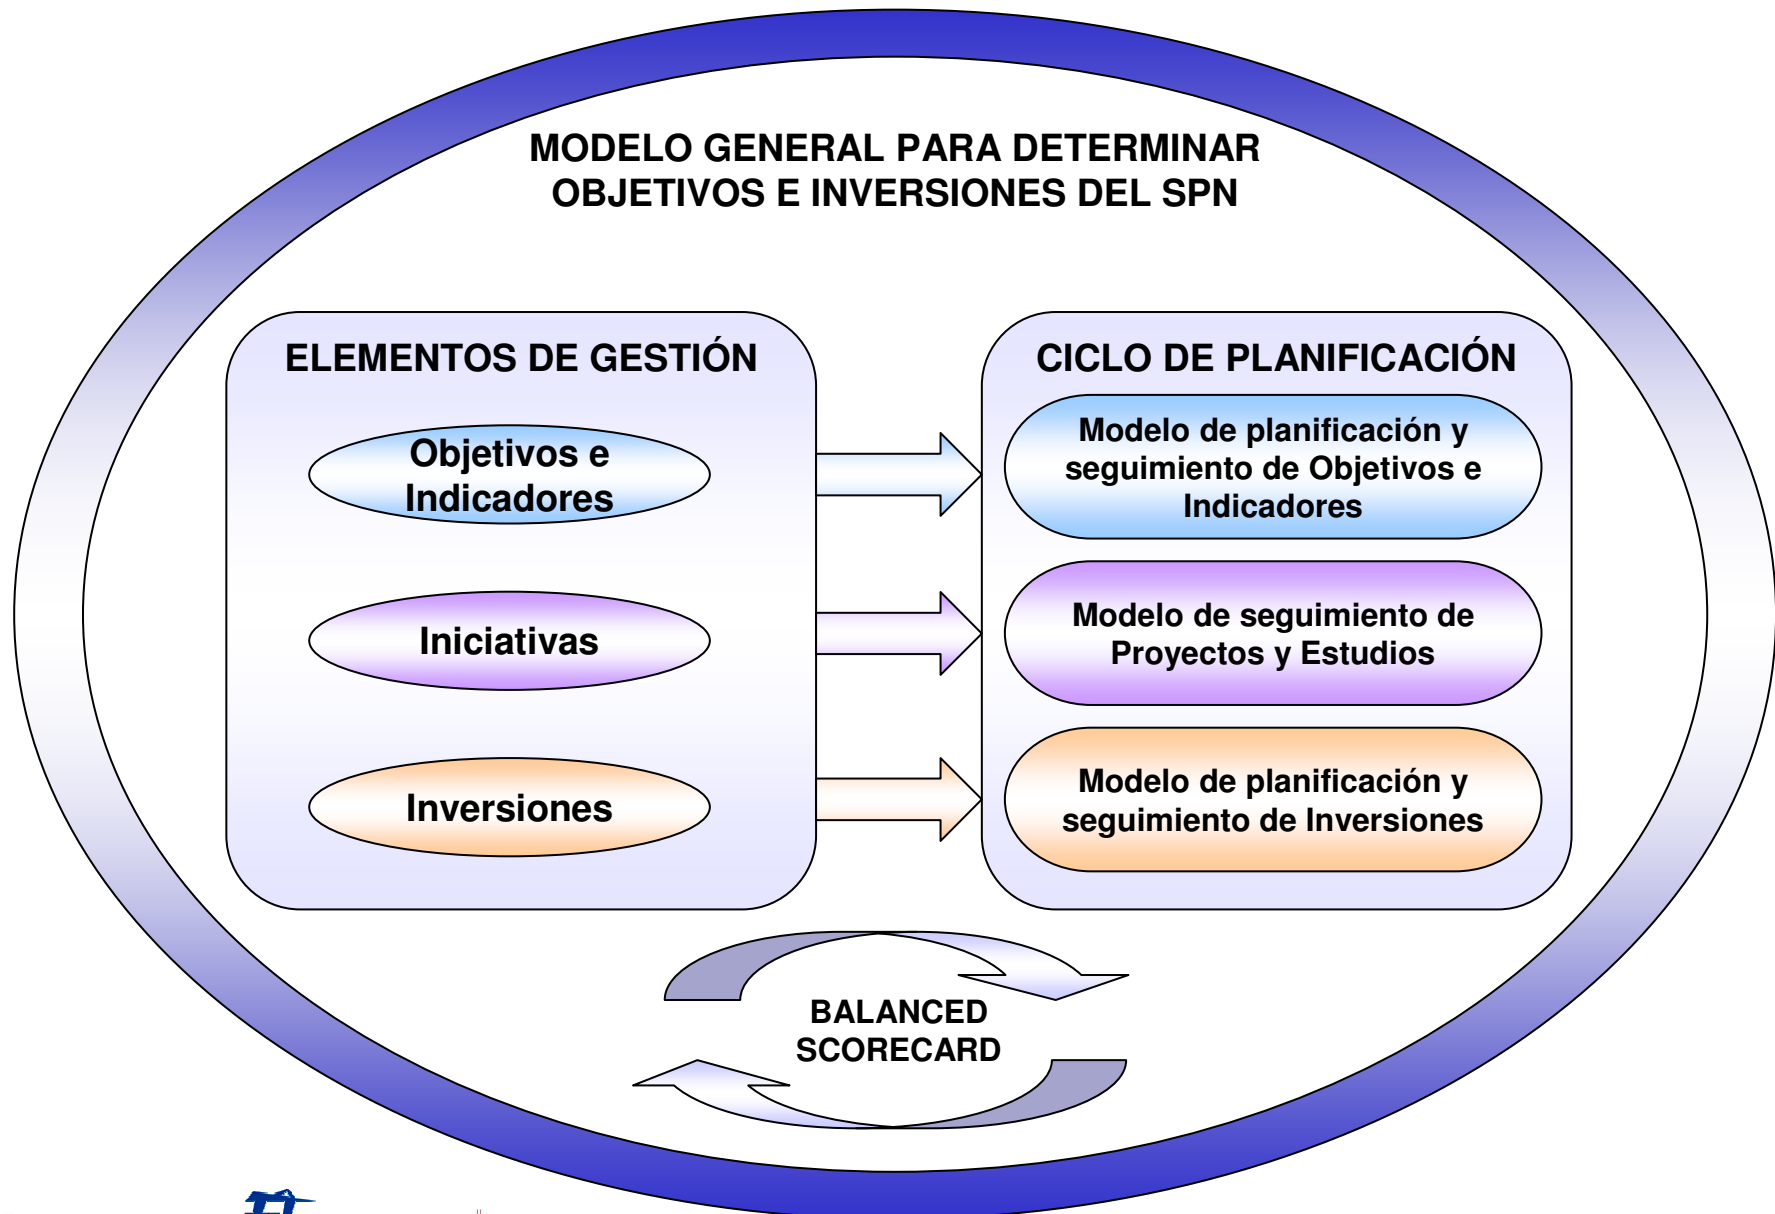 MODELO GENERAL PARA DETERMINAR
OBJETIVOS E INVERSIONES DEL SPN
ELEMENTOS DE GESTIÓN
Objetivos e
Indicadores
Iniciativas
Inversiones
CICLO DE PLANIFICACIÓN
Modelo de planificación y
seguimiento de Objetivos e
Indicadores
Modelo de seguimiento de
Proyectos y Estudios
Modelo de planificación y
seguimiento de Inversiones
BALANCED
SCORECARD